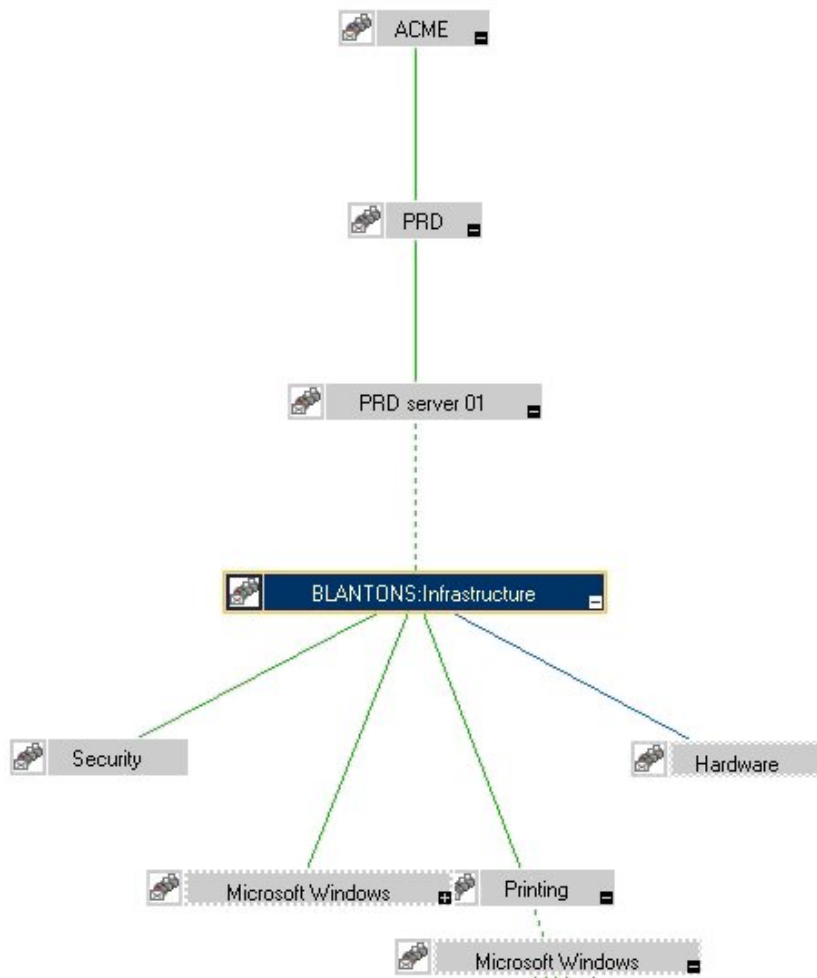 ACME
PRD
PRD server 01
BLANTONS:Infrastructure
Security
Hardware
Microsoft Windows
Printing
Microsoft Windows